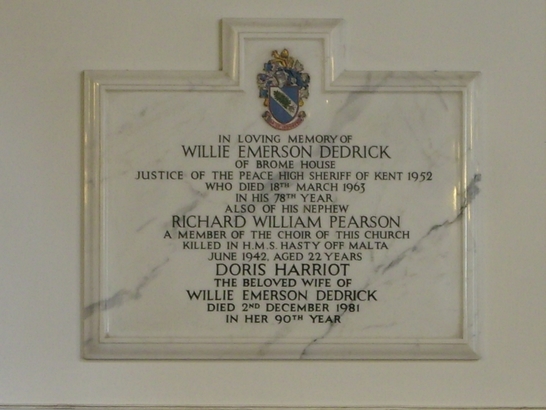 IN LOVING MEMORY OF
WILLIE EMERSON DEDRICK
OF BROME HOUSE
JUSTICE OF THE PEACE HIGH SHERIFF OF KENT 1952
WHO DIED 18TH MARCH 1963
IN HIS 78TH YEAR
ALSO OF HIS NEPHEW
RICHARD WILLIAM PEARSON
A MEMBER OF THE CHOIR OF THIS CHURCH
KILLED IN H.M.S. HASTY OFF MALTA
JUNE 1942, AGED 22 YEARS
DORIS HARRIOT
THE BELOVED WIFE OF
WILLIE EMERSON DEDRICK
DIED 2ND DECEMBER 1981
IN HER 90TH YEAR